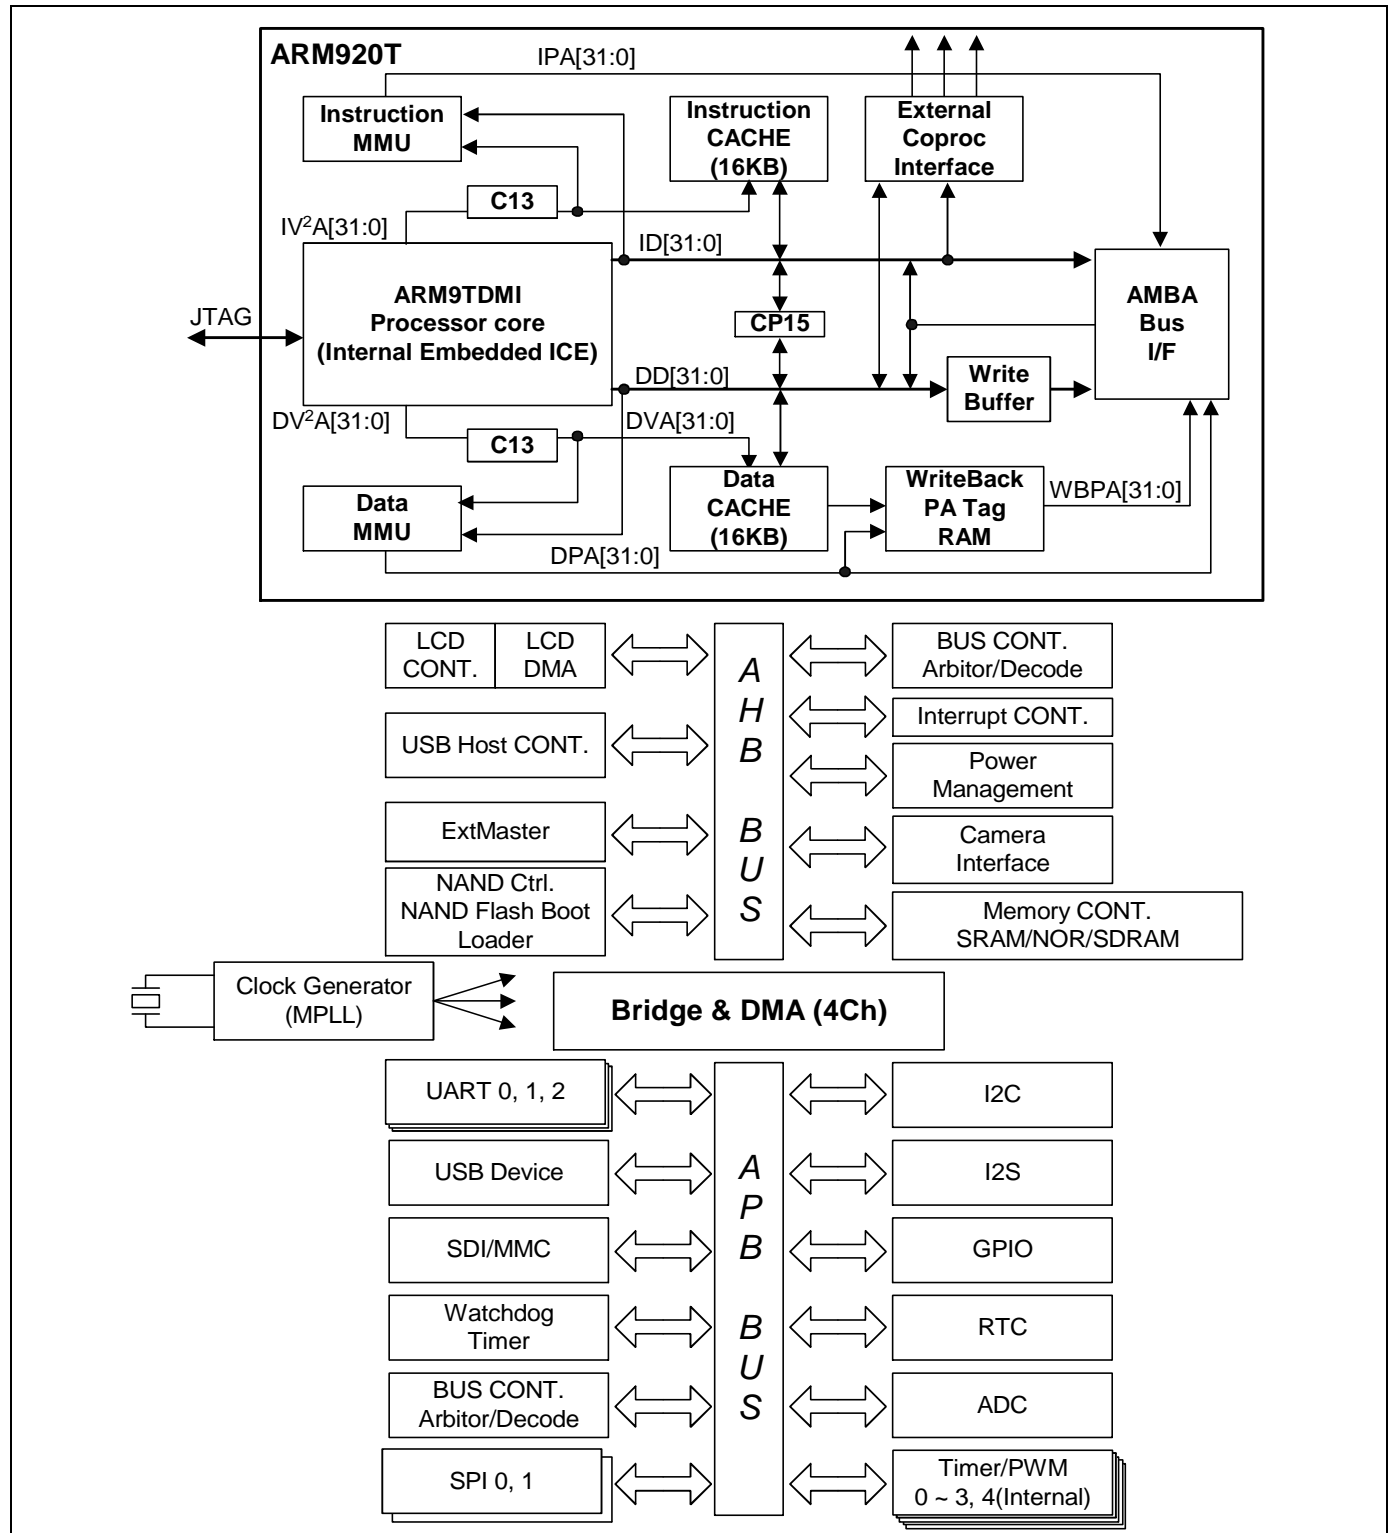 ARM920T
IPA[31:0]
Instruction
MMU
Instruction
CACHE
(16KB)
External
Coproc
Interface
C13
IV²A[31:0]
ID[31:0]
ARM9TDMI
Processor core
(Internal Embedded ICE)
JTAG
CP15
AMBA
Bus
I/F
DD[31:0]
Write
Buffer
DV²A[31:0]
C13
DVA[31:0]
Data
MMU
Data
CACHE
(16KB)
WriteBack
PA Tag
RAM
WBPA[31:0]
DPA[31:0]
LCD
CONT.
LCD
DMA
USB Host CONT.
ExtMaster
NAND Ctrl.
NAND Flash Boot
Loader
AHB BUS
BUS CONT.
Arbitor/Decode
Interrupt CONT.
Power
Management
Camera
Interface
Memory CONT.
SRAM/NOR/SDRAM
Clock Generator
(MPLL)
Bridge & DMA (4Ch)
UART 0, 1, 2
USB Device
SDI/MMC
Watchdog
Timer
BUS CONT.
Arbitor/Decode
SPI 0, 1
APB BUS
I2C
I2S
GPIO
RTC
ADC
Timer/PWM
0 ~ 3, 4(Internal)